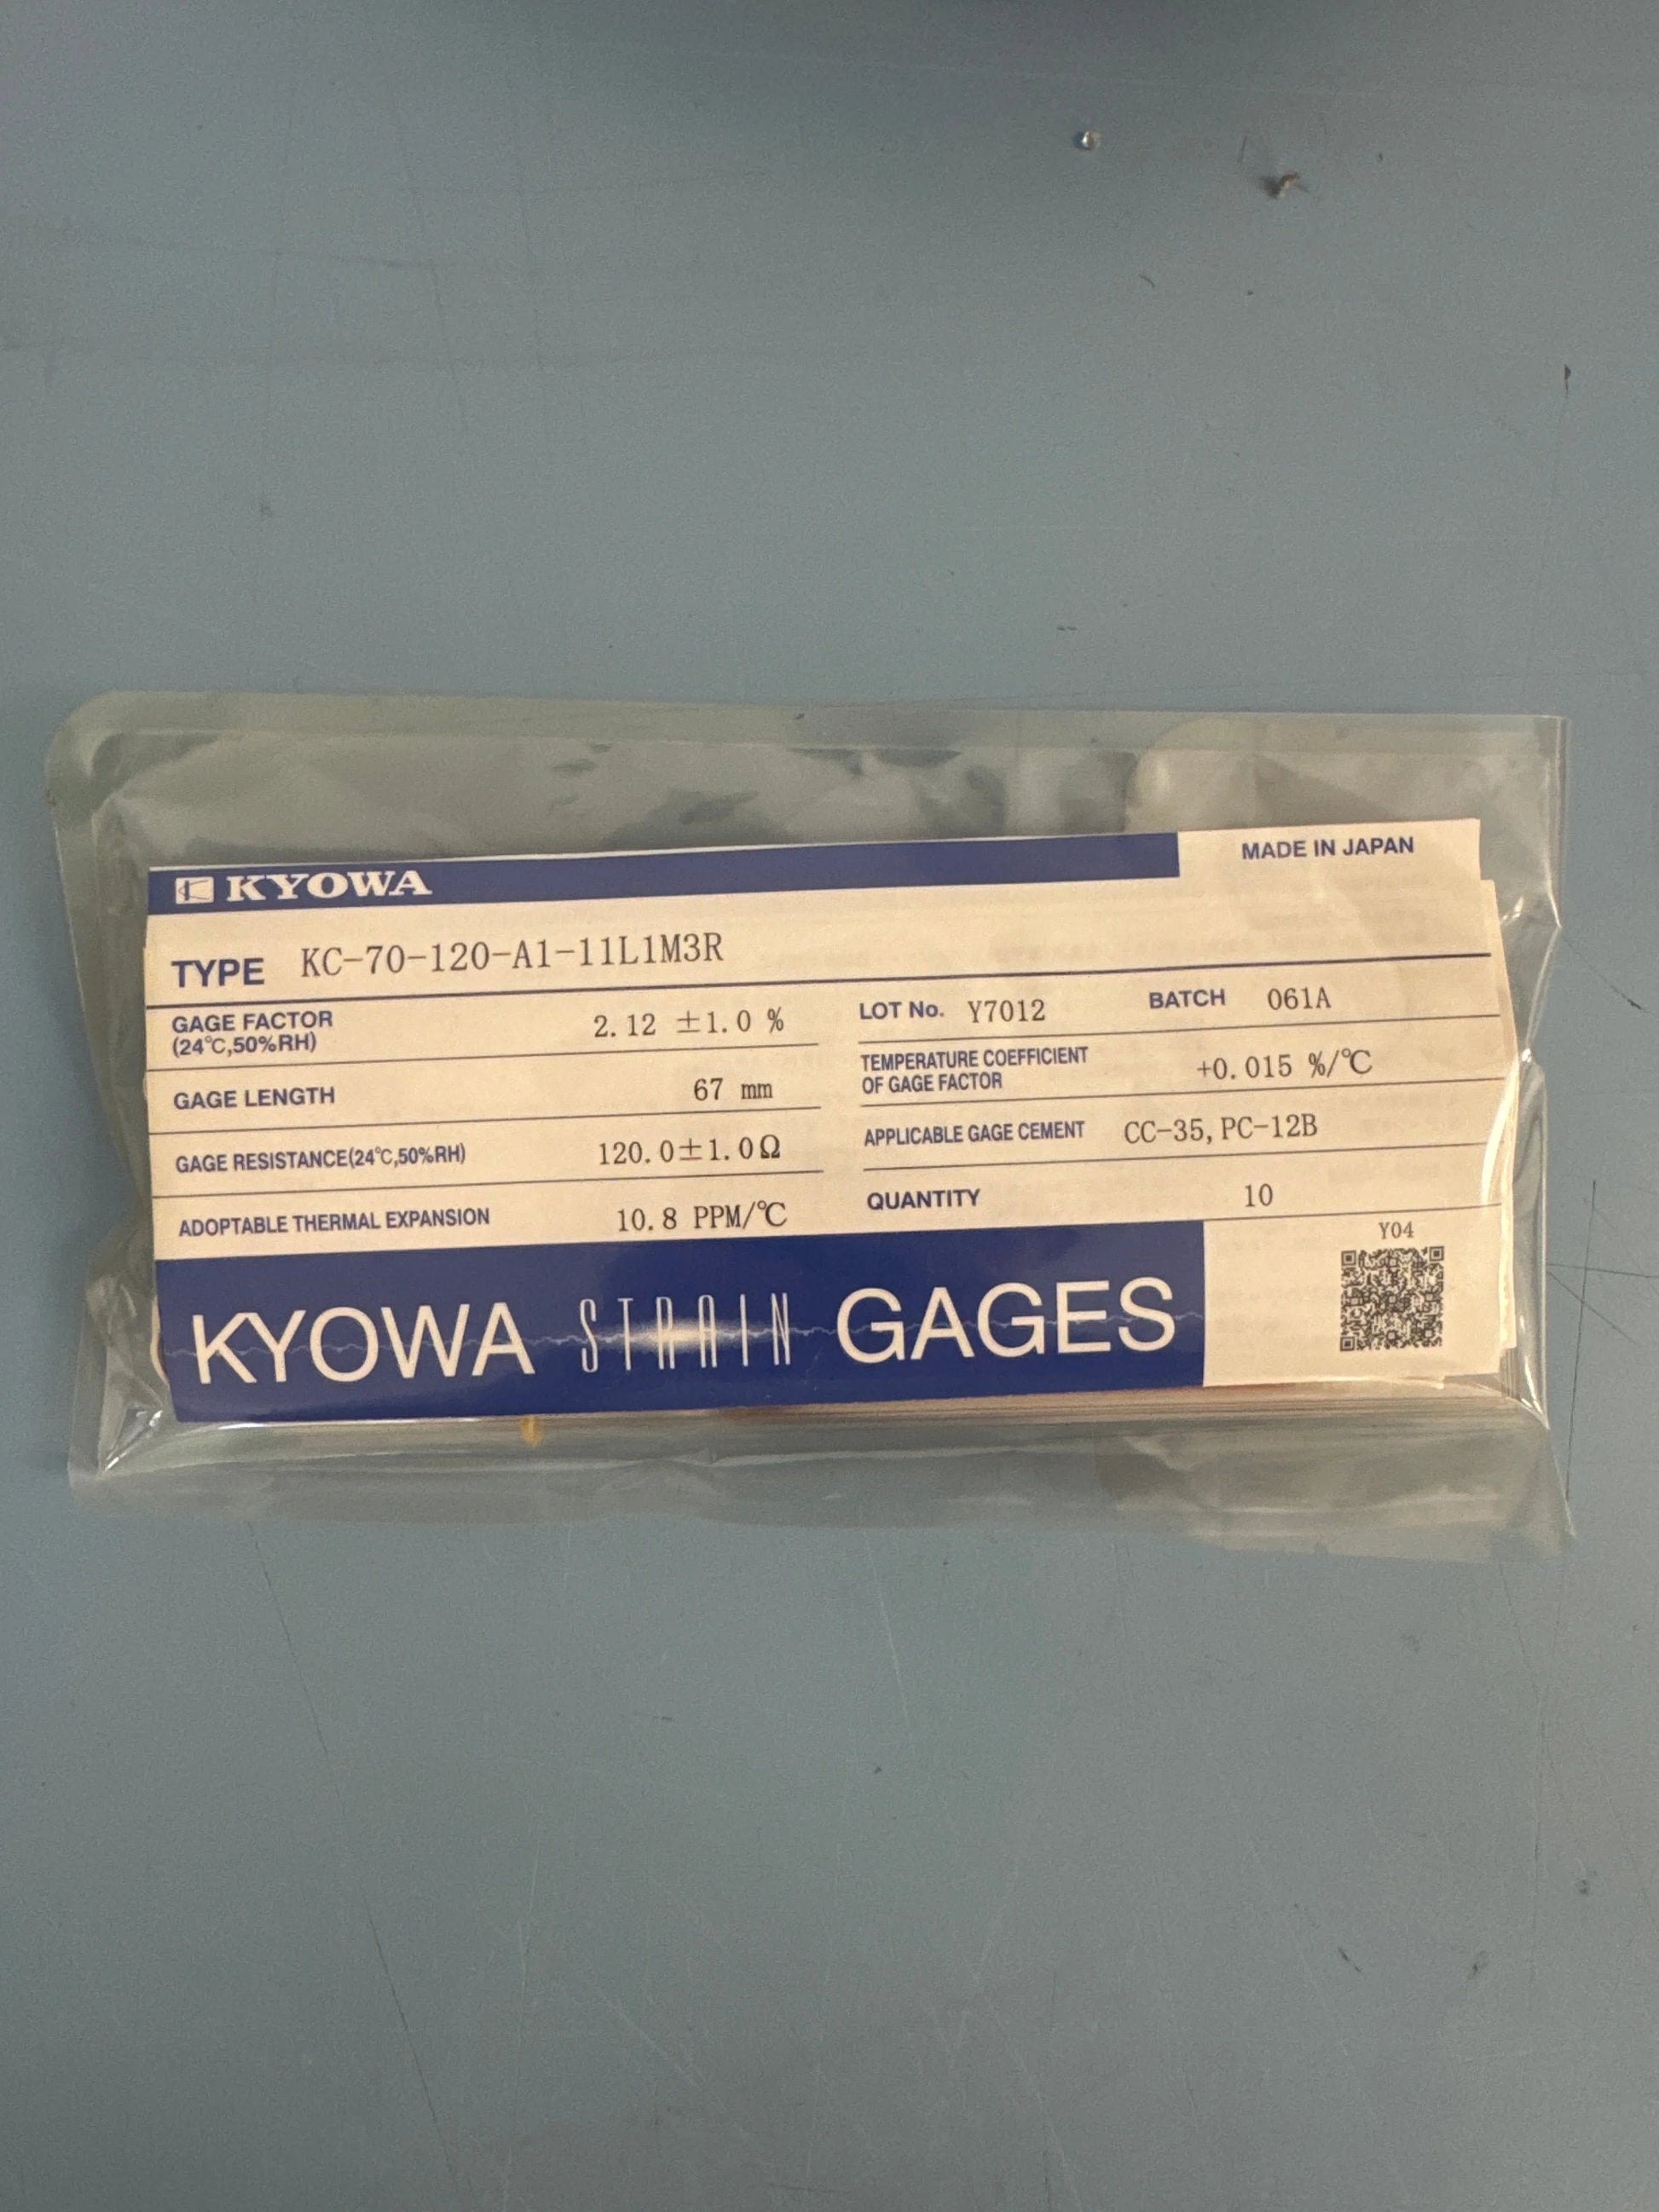 KYOWA
MADE IN JAPAN
TYPE KC-70-120-A1-11L1M3R
GAGE FACTOR
(24℃,50%RH) 2.12 ±1.0 %
GAGE LENGTH 67 mm
GAGE RESISTANCE(24℃,50%RH) 120.0±1.0Ω
ADOPTABLE THERMAL EXPANSION 10.8 PPM/℃
LOT No. Y7012 BATCH 061A
TEMPERATURE COEFFICIENT
OF GAGE FACTOR +0.015 %/℃
APPLICABLE GAGE CEMENT CC-35, PC-12B
QUANTITY 10
Y04
KYOWA STRAIN GAGES